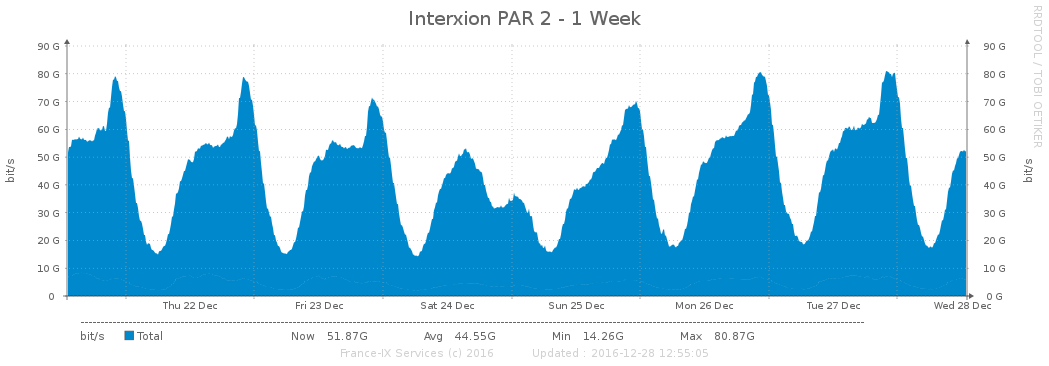 Interxion PAR 2 - 1 Week
RRDTOOL / TOBI OETIKER
90 G 90 G
80 G 80 G
70 G 70 G
60 G 60 G
50 G 50 G
40 G 40 G
30 G 30 G
20 G 20 G
10 G 10 G
0 0 G
bit/s
bit/s
Thu 22 Dec Fri 23 Dec Sat 24 Dec Sun 25 Dec Mon 26 Dec Tue 27 Dec Wed 28 Dec
bit/s Total Now 51.87G Avg 44.55G Min 14.26G Max 80.87G
France-IX Services (c) 2016 Updated : 2016-12-28 12:55:05